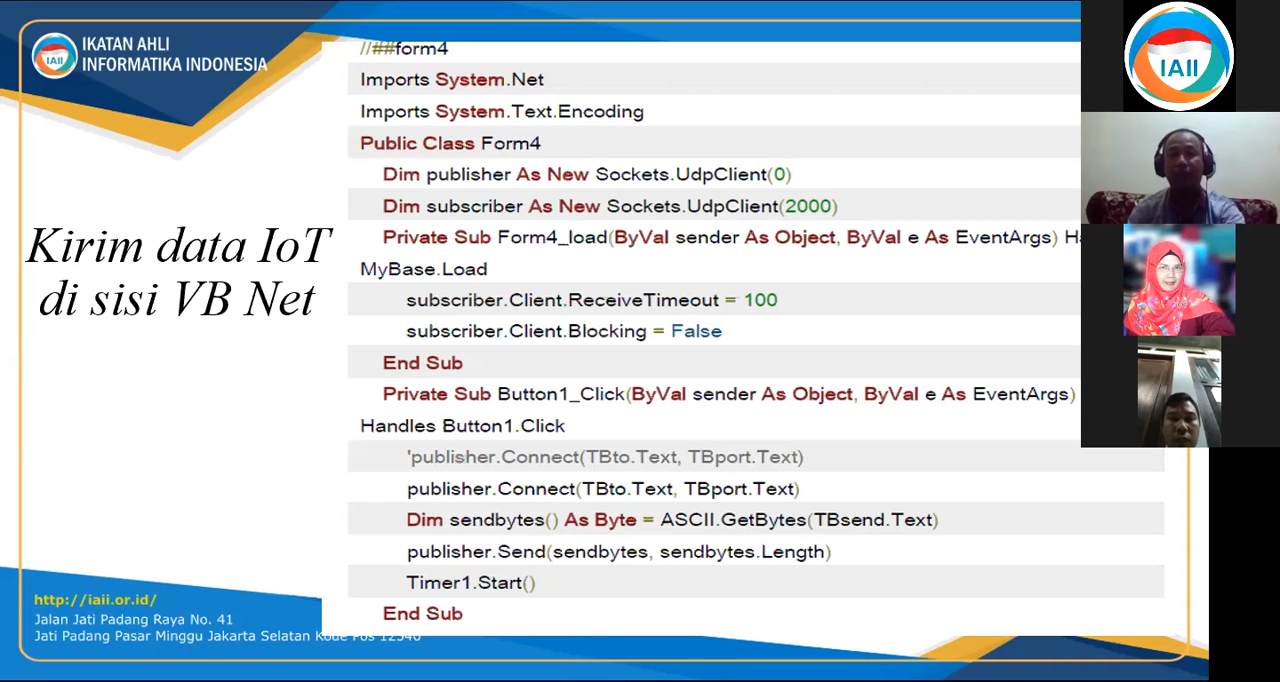 IKATAN AHLI
INFORMATIKA INDONESIA
IAII
Kirim data IoT
di sisi VB Net
//##form4
Imports System.Net
Imports System.Text.Encoding
Public Class Form4
Dim publisher As New Sockets.UdpClient(0)
Dim subscriber As New Sockets.UdpClient(2000)
Private Sub Form4_load(ByVal sender As Object, ByVal e As EventArgs) Ha
MyBase.Load
subscriber.Client.ReceiveTimeout = 100
subscriber.Client.Blocking = False
End Sub
Private Sub Button1_Click(ByVal sender As Object, ByVal e As EventArgs)
Handles Button1.Click
'publisher.Connect(TBto.Text, TBport.Text)
publisher.Connect(TBto.Text, TBport.Text)
Dim sendbytes() As Byte = ASCII.GetBytes(TBsend.Text)
publisher.Send(sendbytes, sendbytes.Length)
Timer1.Start()
End Sub
http://iaii.or.id/
Jalan Jati Padang Raya No. 41
Jati Padang Pasar Minggu Jakarta Selatan Kode Pos 12540
IAII